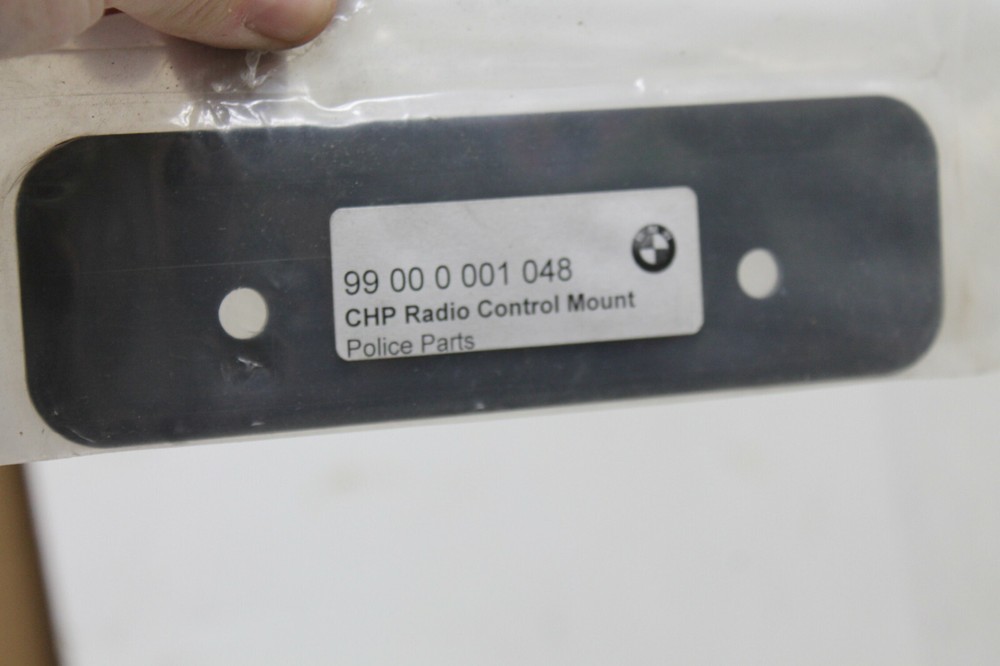 99 00 0 001 048
CHP Radio Control Mount
Police Parts